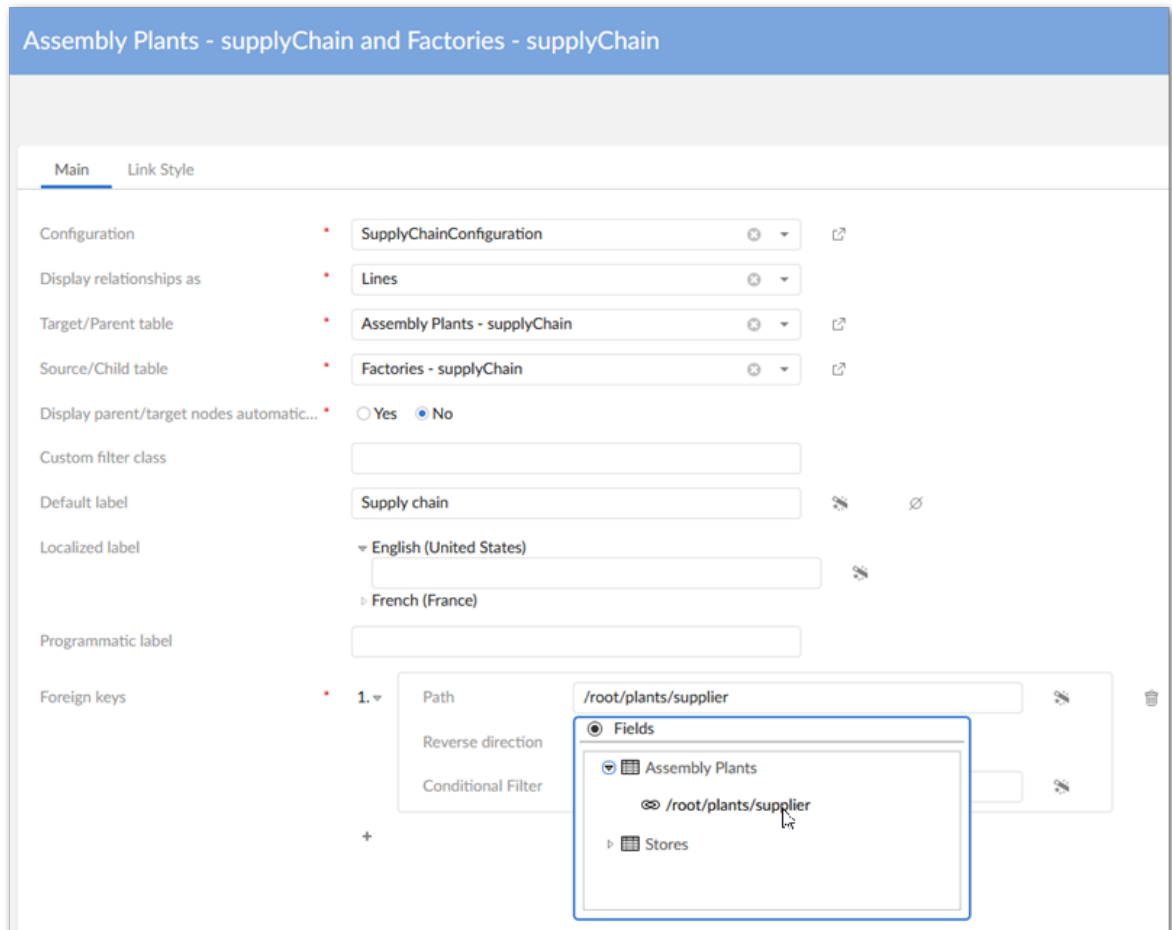 Assembly Plants - supplyChain and Factories - supplyChain
Main Link Style
Configuration * SupplyChainConfiguration
Display relationships as * Lines
Target/Parent table * Assembly Plants - supplyChain
Source/Child table * Factories - supplyChain
Display parent/target nodes automatic... * Yes No
Custom filter class
Default label Supply chain
Localized label English (United States)
French (France)
Programmatic label
Foreign keys * 1. Path /root/plants/supplier
Fields
Reverse direction
Assembly Plants
Conditional Filter
/root/plants/supplier
+
Stores